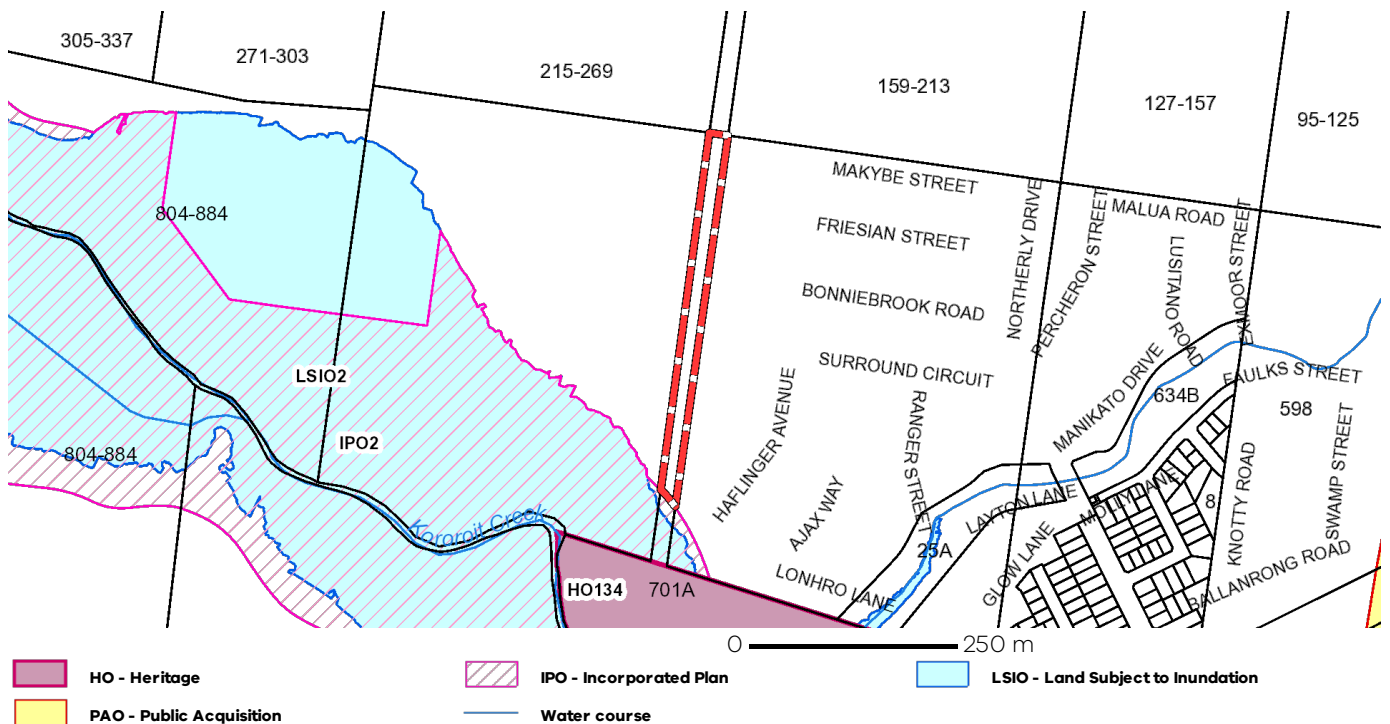 305-337
271-303
215-269
159-213
127-157
95-125
MAKYBE STREET
MALUA ROAD
804-884
FRIESIAN STREET
NORTHERLY DRIVE
PERCHERON STREET
LUSITANO ROAD
EXMOOR STREET
BONNIEBROOK ROAD
SURROUND CIRCUIT
LSIO2
MANIKATO DRIVE
634B
FAULKS STREET
598
HAFLINGER AVENUE
RANGER STREET
SWAMP STREET
IPO2
804-884
KNOTTY ROAD
MOLLY LANE
LAYTON LANE
8
AJAX WAY
Kororoit Creek
25A
GLOW LANE
BALLANRONG ROAD
LONHRO LANE
HO134
701A
0 250 m
HO - Heritage
IPO - Incorporated Plan
LSIO - Land Subject to Inundation
PAO - Public Acquisition
Water course